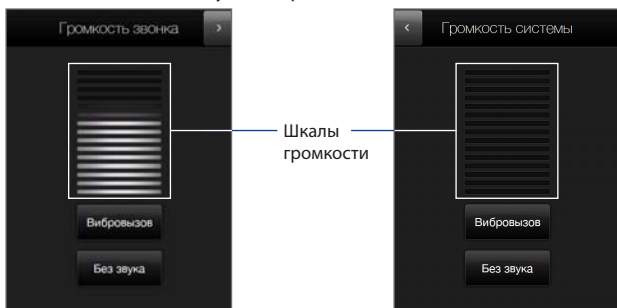 Громкость звонка
Вибровызов
Без звука
Шкалы
громкости
Громкость системы
Вибровызов
Без звука